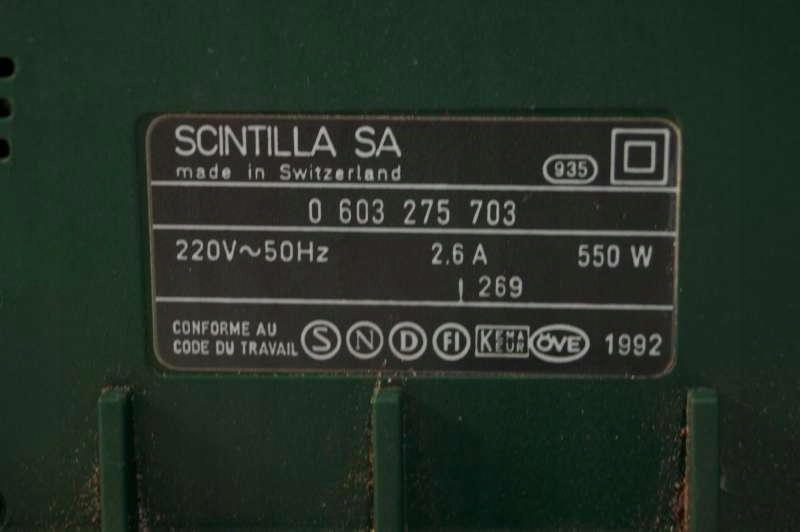 SCINTILLA SA
made in Switzerland
935
0 603 275 703
220V~50Hz 2.6 A 550 W
269
CONFORME AU
CODE DU TRAVAIL S N D FI KEMA EUR ÖVE 1992